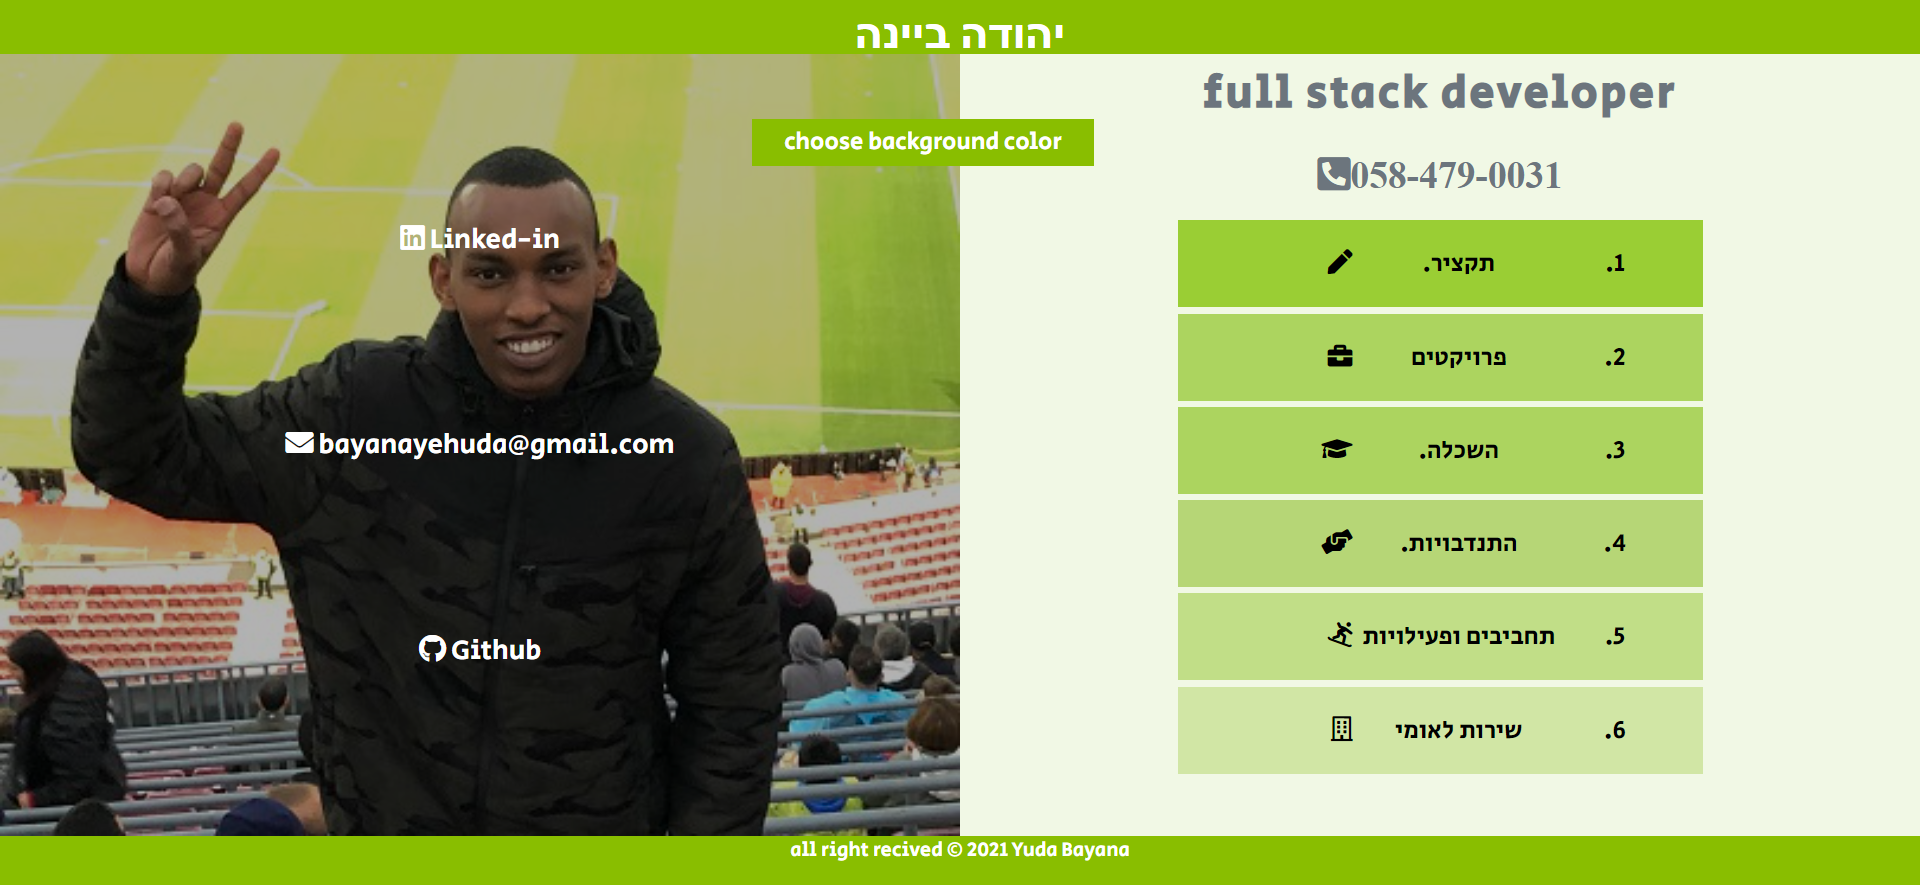 יהודה ביינה
full stack developer
choose background color
058-479-0031
in Linked-in
bayanayehuda@gmail.com
Github
1. תקציר.
2. פרוייקטים
3. השכלה.
4. התנדבויות.
5. תחביבים ופעילויות
6. שירות לאומי
all right recived © 2021 Yuda Bayana